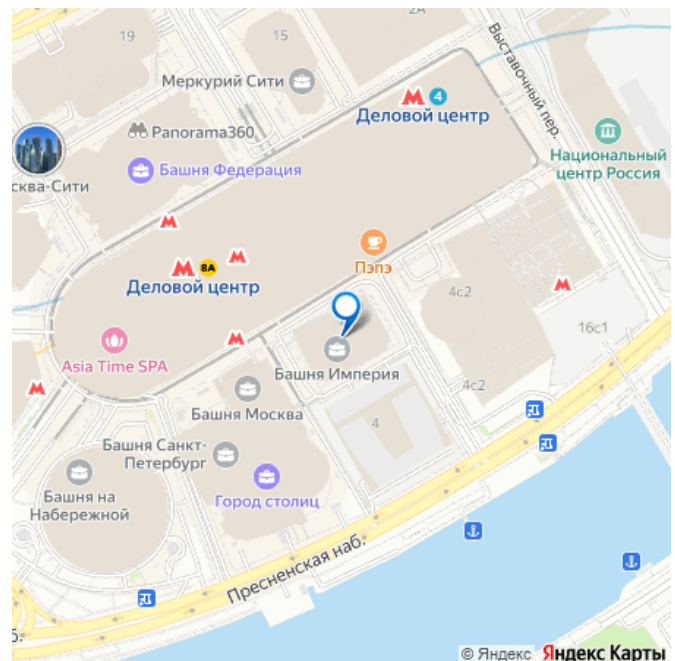 2А
19
15
Выставочный пер.
Меркурий Сити
4
Деловой центр
Panorama360
Национальный
центр Россия
сква-Сити
Башня Федерация
Пэпэ
8А
Деловой центр
4с2
16с1
Asia Time SPA
Башня Империя
4с2
Башня Москва
4
Башня Санкт-
Петербург
Башня на
Набережной
Город столиц
Пресненская наб.
б.
© Яндекс Яндекс Карты